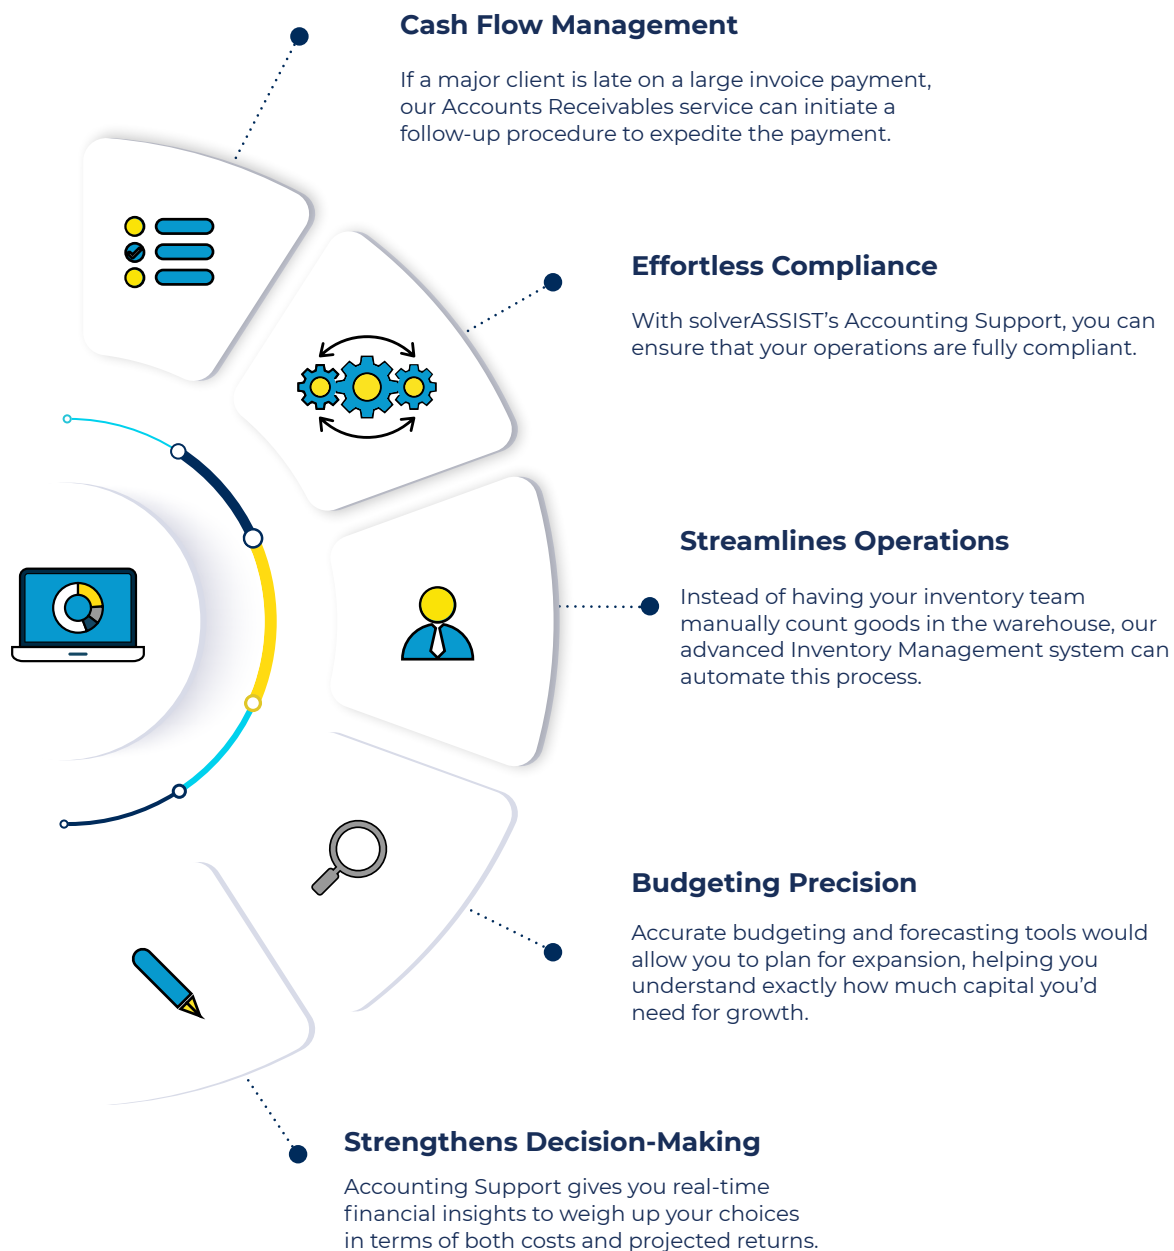 Cash Flow Management
If a major client is late on a large invoice payment,
our Accounts Receivables service can initiate a
follow-up procedure to expedite the payment.
Effortless Compliance
With solverASSIST’s Accounting Support, you can
ensure that your operations are fully compliant.
Streamlines Operations
Instead of having your inventory team
manually count goods in the warehouse, our
advanced Inventory Management system can
automate this process.
Budgeting Precision
Accurate budgeting and forecasting tools would
allow you to plan for expansion, helping you
understand exactly how much capital you’d
need for growth.
Strengthens Decision-Making
Accounting Support gives you real-time
financial insights to weigh up your choices
in terms of both costs and projected returns.